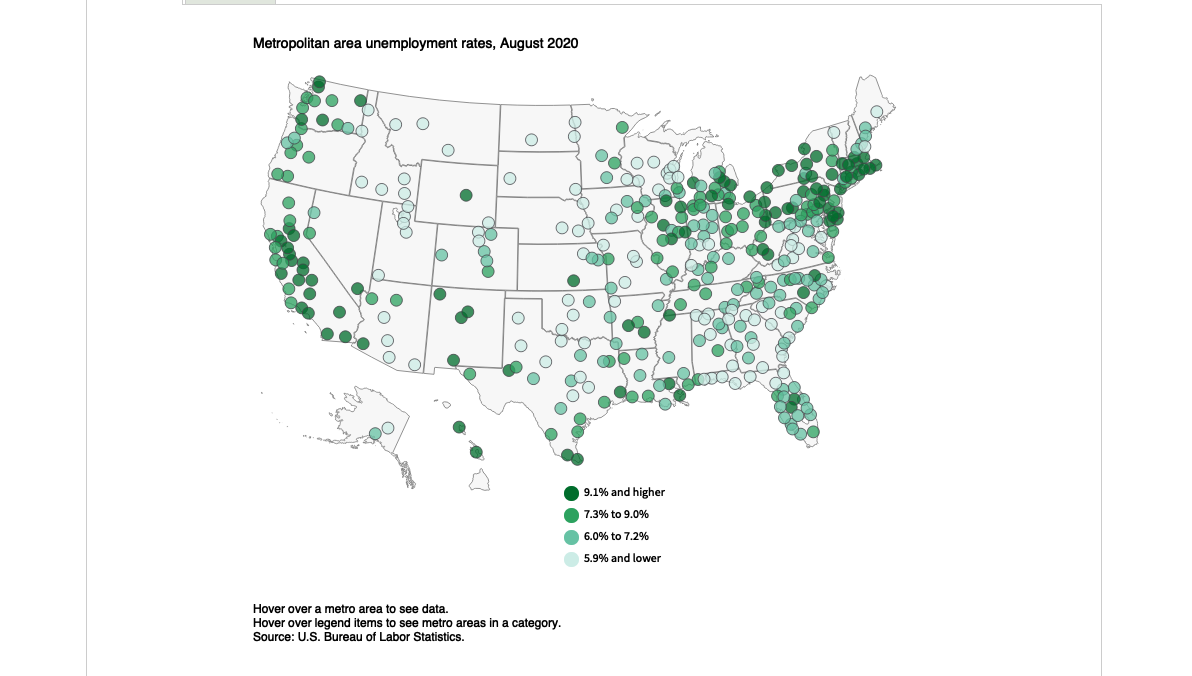 Metropolitan area unemployment rates, August 2020
9.1% and higher
7.3% to 9.0%
6.0% to 7.2%
5.9% and lower
Hover over a metro area to see data.
Hover over legend items to see metro areas in a category.
Source: U.S. Bureau of Labor Statistics.